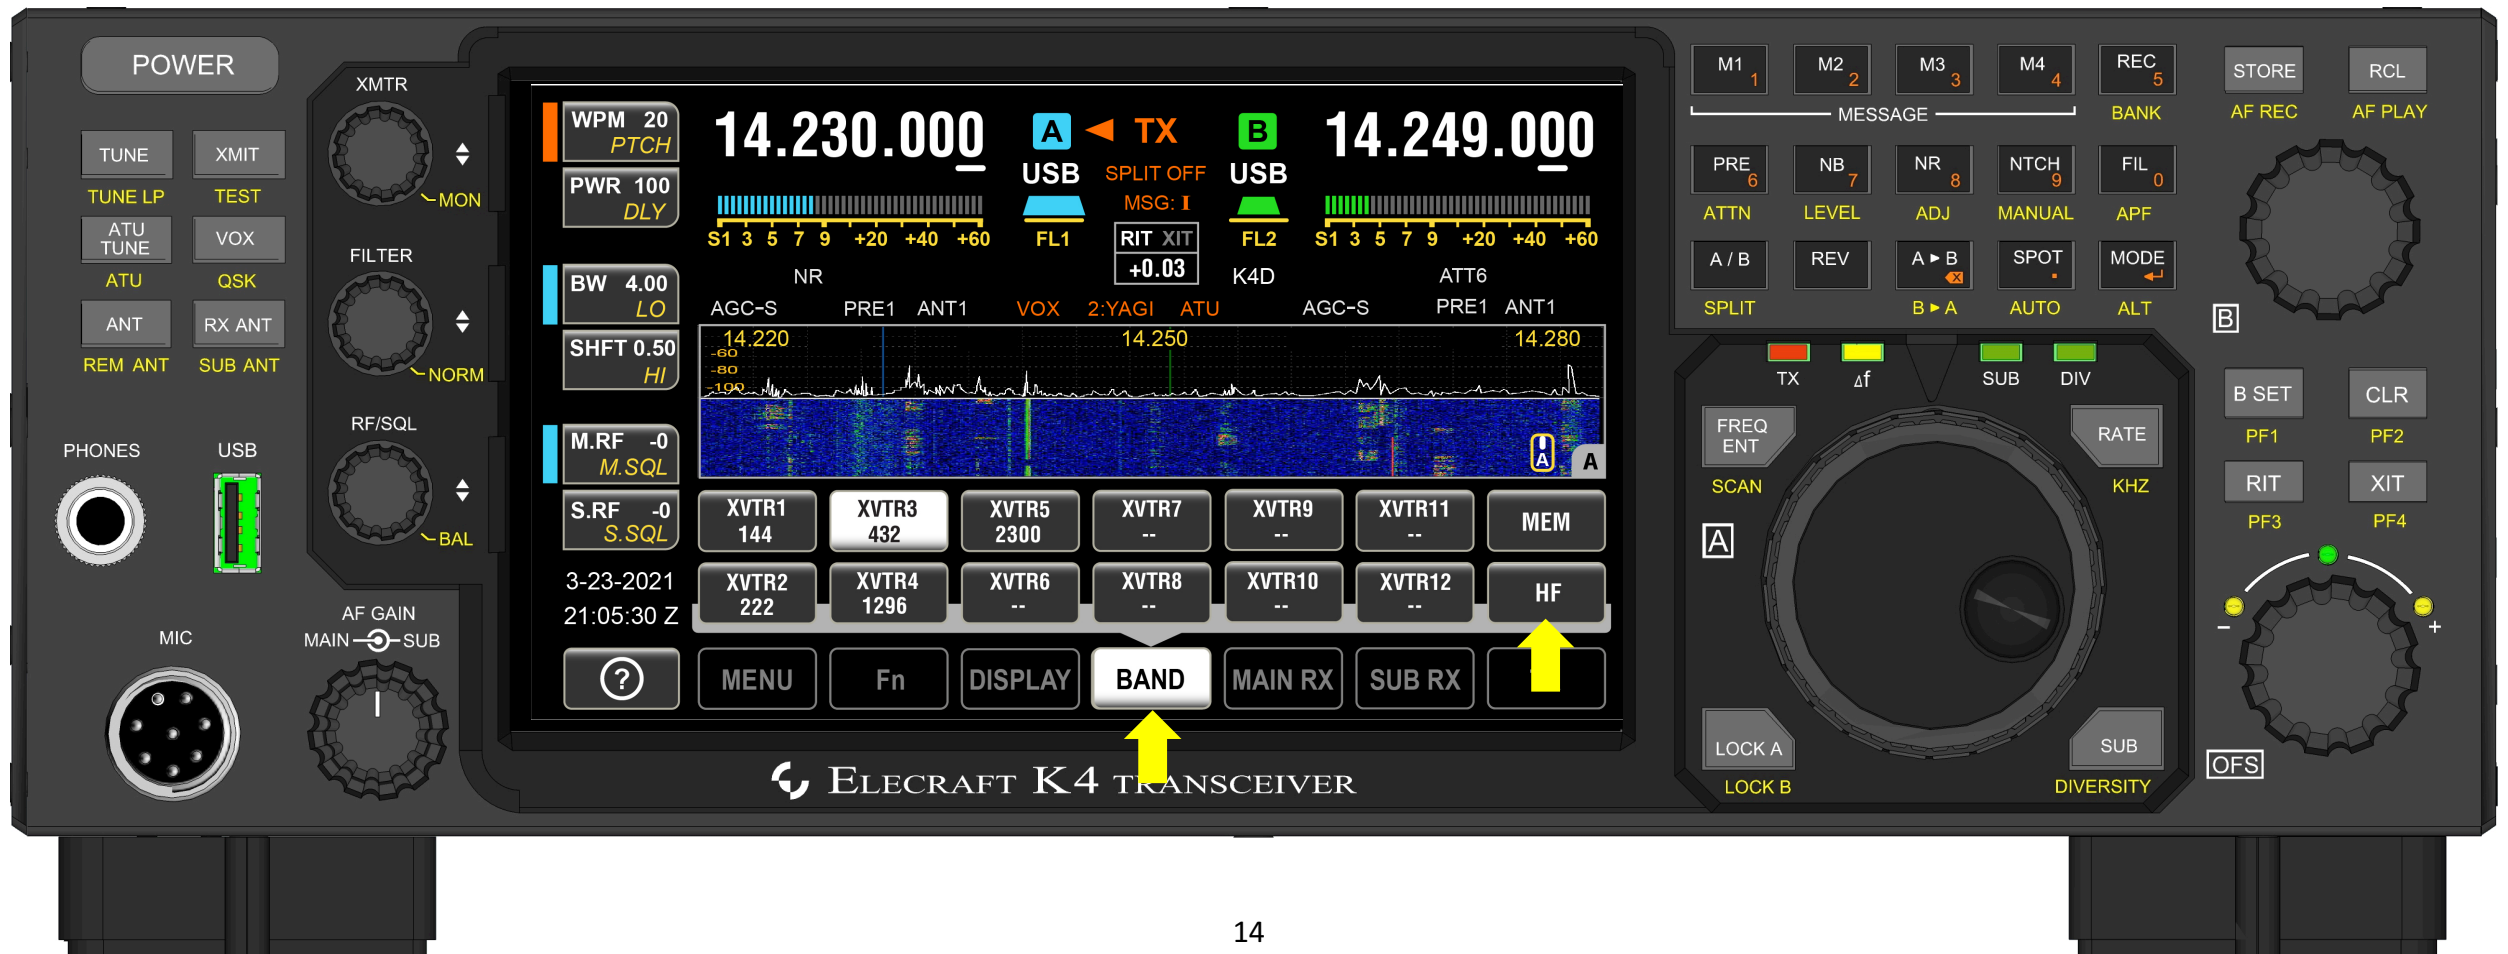 POWER
XMTR
MON
TUNE
XMIT
TUNE LP
TEST
ATU
TUNE
VOX
ATU
QSK
ANT
RX ANT
REM ANT
SUB ANT
FILTER
NORM
RF/SQL
BAL
PHONES
USB
AF GAIN
MAIN
SUB
MIC
WPM 20
PTCH
PWR 100
DLY
BW 4.00
LO
SHFT 0.50
HI
M.RF -0
M.SQL
S.RF -0
S.SQL
3-23-2021
21:05:30 Z
?
14.230.000
A
TX
B
14.249.000
USB
SPLIT OFF
USB
MSG: I
S1 3 5 7 9 +20 +40 +60
FL1
RIT XIT
+0.03
FL2
S1 3 5 7 9 +20 +40 +60
NR
K4D
ATT6
AGC-S
PRE1
ANT1
VOX
2:YAGI
ATU
AGC-S
PRE1
ANT1
14.220
14.250
14.280
-60
-80
-100
A
A
XVTR1
144
XVTR3
432
XVTR5
2300
XVTR7
--
XVTR9
--
XVTR11
--
MEM
XVTR2
222
XVTR4
1296
XVTR6
--
XVTR8
--
XVTR10
--
XVTR12
--
HF
MENU
Fn
DISPLAY
BAND
MAIN RX
SUB RX
ELECRAFT K4 TRANSCEIVER
M1 1
M2 2
M3 3
M4 4
REC 5
MESSAGE
BANK
STORE
RCL
AF REC
AF PLAY
PRE 6
NB 7
NR 8
NTCH 9
FIL 0
ATTN
LEVEL
ADJ
MANUAL
APF
A / B
REV
A ▸ B
SPOT .
MODE
SPLIT
B ▸ A
AUTO
ALT
B
TX
Δf
SUB
DIV
FREQ
ENT
RATE
SCAN
KHZ
A
LOCK A
SUB
LOCK B
DIVERSITY
B SET
CLR
PF1
PF2
RIT
XIT
PF3
PF4
-
+
OFS
14